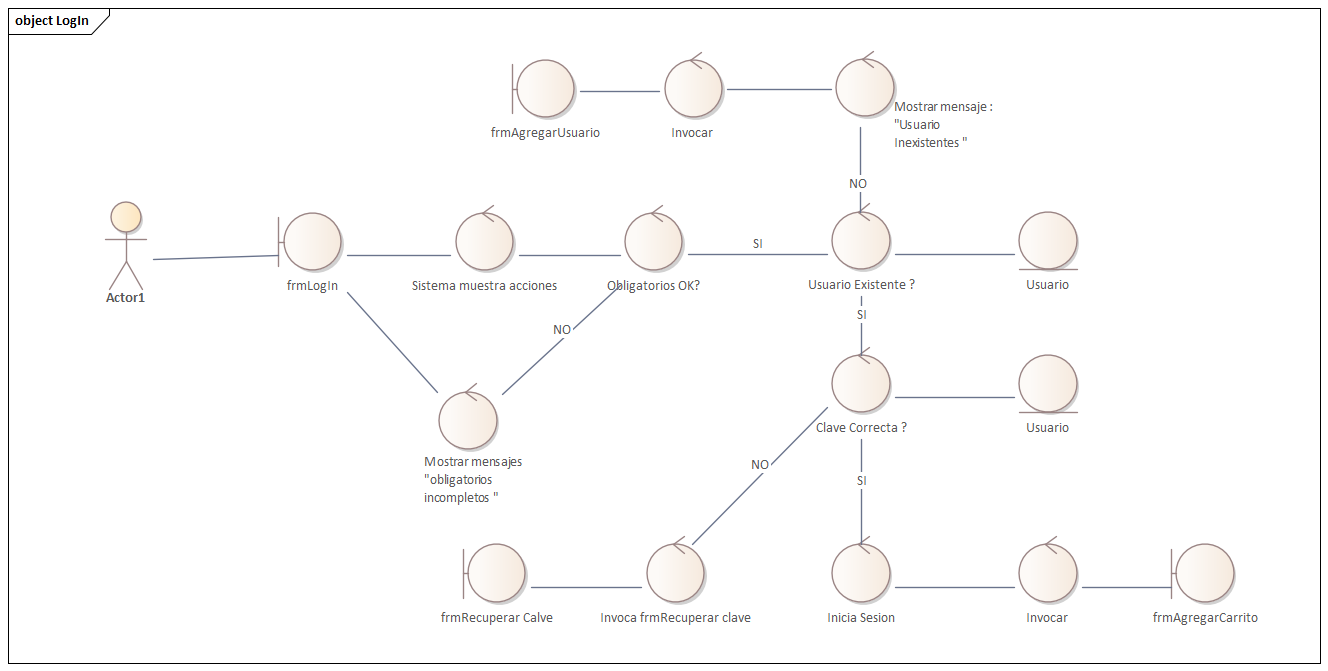 object LogIn
frmAgregarUsuario
Invocar
Mostrar mensaje :
"Usuario
Inexistentes "
NO
Actor1
frmLogIn
Sistema muestra acciones
Obligatorios OK?
SI
Usuario Existente ?
Usuario
SI
NO
Mostrar mensajes
"obligatorios
incompletos "
Clave Correcta ?
Usuario
NO
SI
frmRecuperar Calve
Invoca frmRecuperar clave
Inicia Sesion
Invocar
frmAgregarCarrito